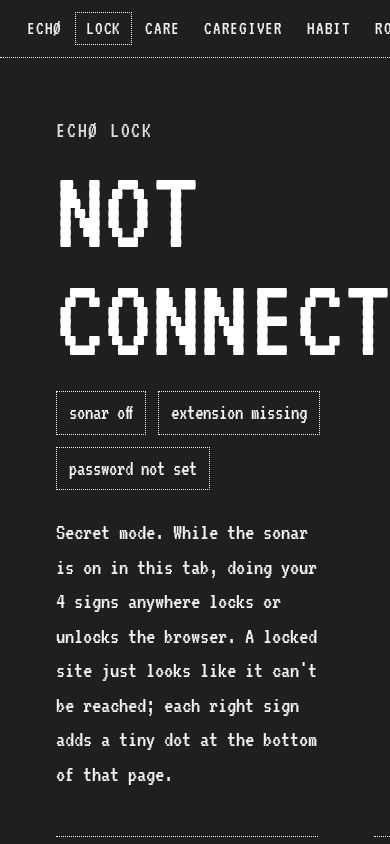 ECHØ LOCK CARE CAREGIVER HABIT RO
ECHØ LOCK
NOT
CONNECT
sonar off extension missing
password not set
Secret mode. While the sonar
is on in this tab, doing your
4 signs anywhere locks or
unlocks the browser. A locked
site just looks like it can't
be reached; each right sign
adds a tiny dot at the bottom
of that page.